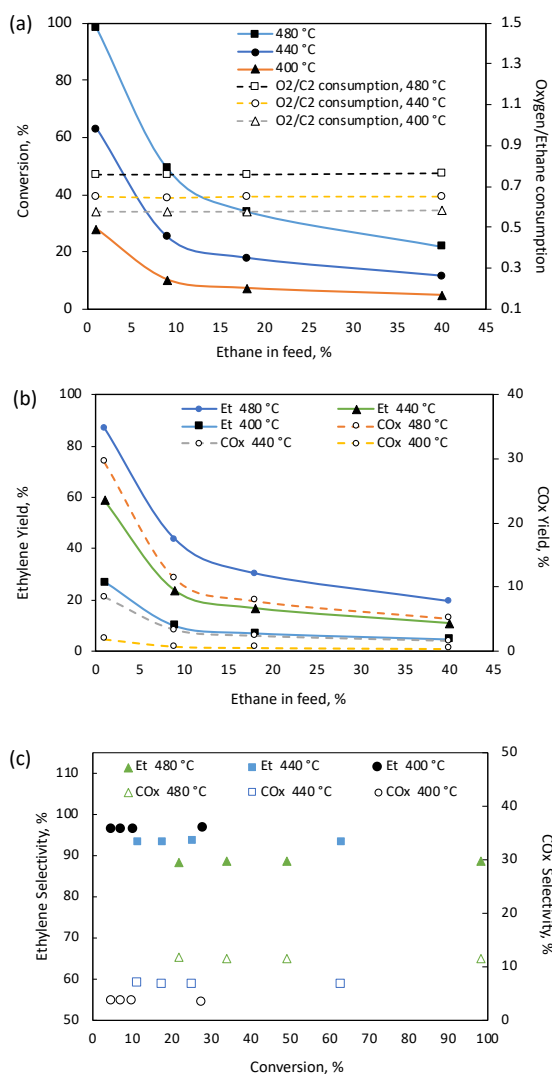 (a)
100
80
60
40
20
0
Conversion, %
480 °C
440 °C
400 °C
O2/C2 consumption, 480 °C
O2/C2 consumption, 440 °C
O2/C2 consumption, 400 °C
1.5
1.3
1.1
0.9
0.7
0.5
0.3
0.1
Oxygen/Ethane consumption
0 5 10 15 20 25 30 35 40 45
Ethane in feed, %
(b)
100
80
60
40
20
0
Ethylene Yield, %
Et 480 °C Et 440 °C
Et 400 °C COx 480 °C
COx 440 °C COx 400 °C
40
30
20
10
0
COx Yield, %
0 5 10 15 20 25 30 35 40 45
Ethane in feed, %
(c)
110
100
90
80
70
60
50
Ethylene Selectivity, %
Et 480 °C Et 440 °C Et 400 °C
COx 480 °C COx 440 °C COx 400 °C
50
40
30
20
10
0
COx Selectivity, %
0 10 20 30 40 50 60 70 80 90 100
Conversion, %